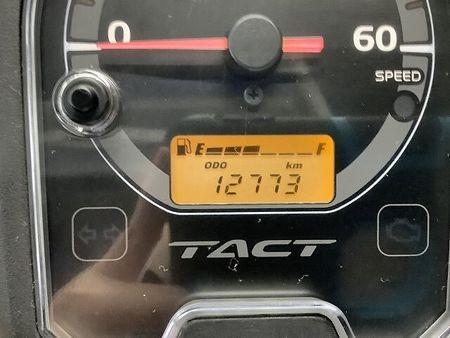 0 60
SPEED
E F
ODO km
12773
TACT